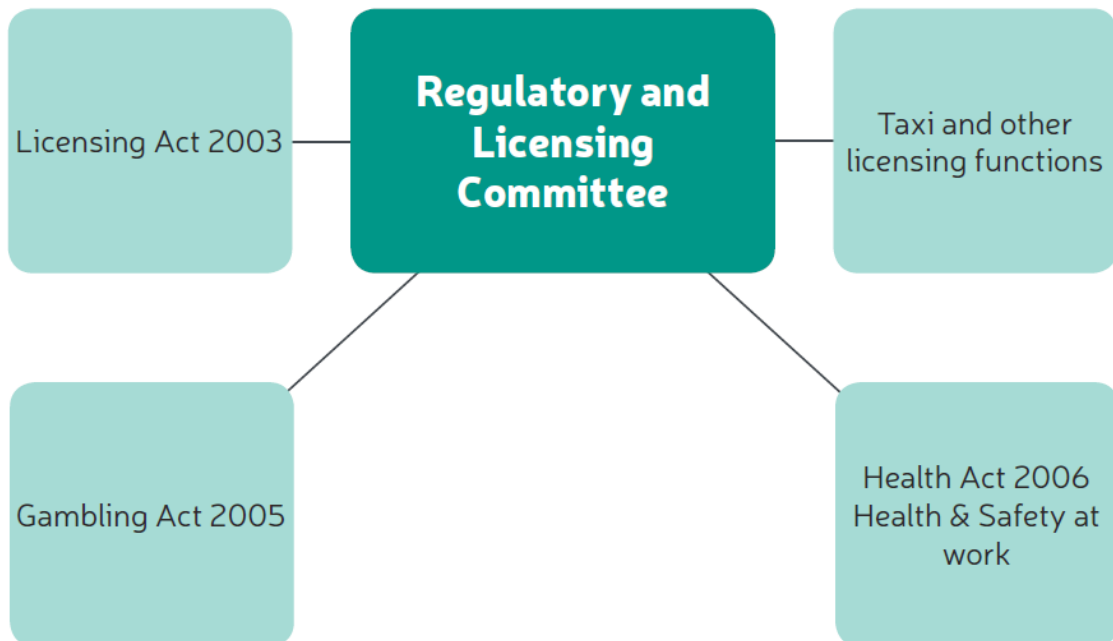 Licensing Act 2003
Regulatory and
Licensing
Committee
Taxi and other
licensing functions
Gambling Act 2005
Health Act 2006
Health & Safety at
work